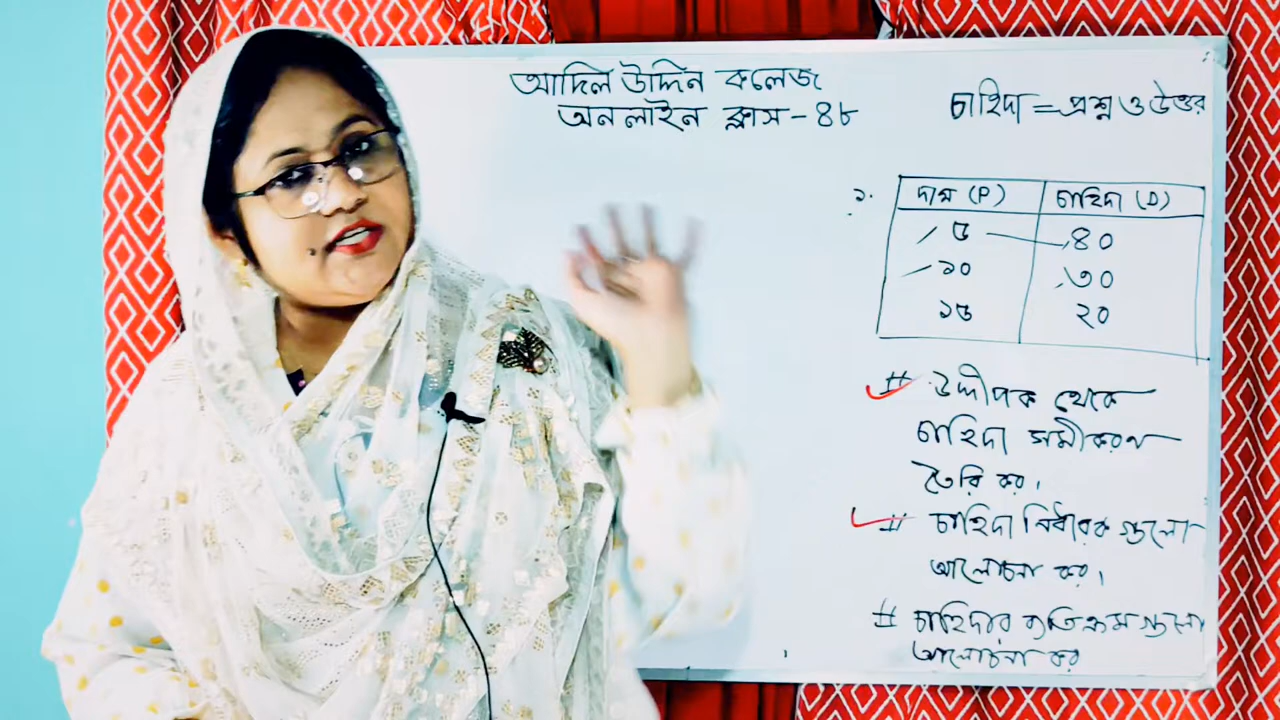 আদিল উদ্দিন কলেজ
অনলাইন ক্লাস - ৪৮
চাহিদা = প্রশ্ন ও উত্তর
১.
দাম (P) চাহিদা (D)
৫ ৪০
১০ ৩০
১৫ ২০
# উদ্দীপক থেকে
চাহিদা সমীকরণ
তৈরি কর।
# চাহিদা নির্ধারক গুলো
আলোচনা কর।
# চাহিদার ব্যতিক্রম গুলো
আলোচনা কর